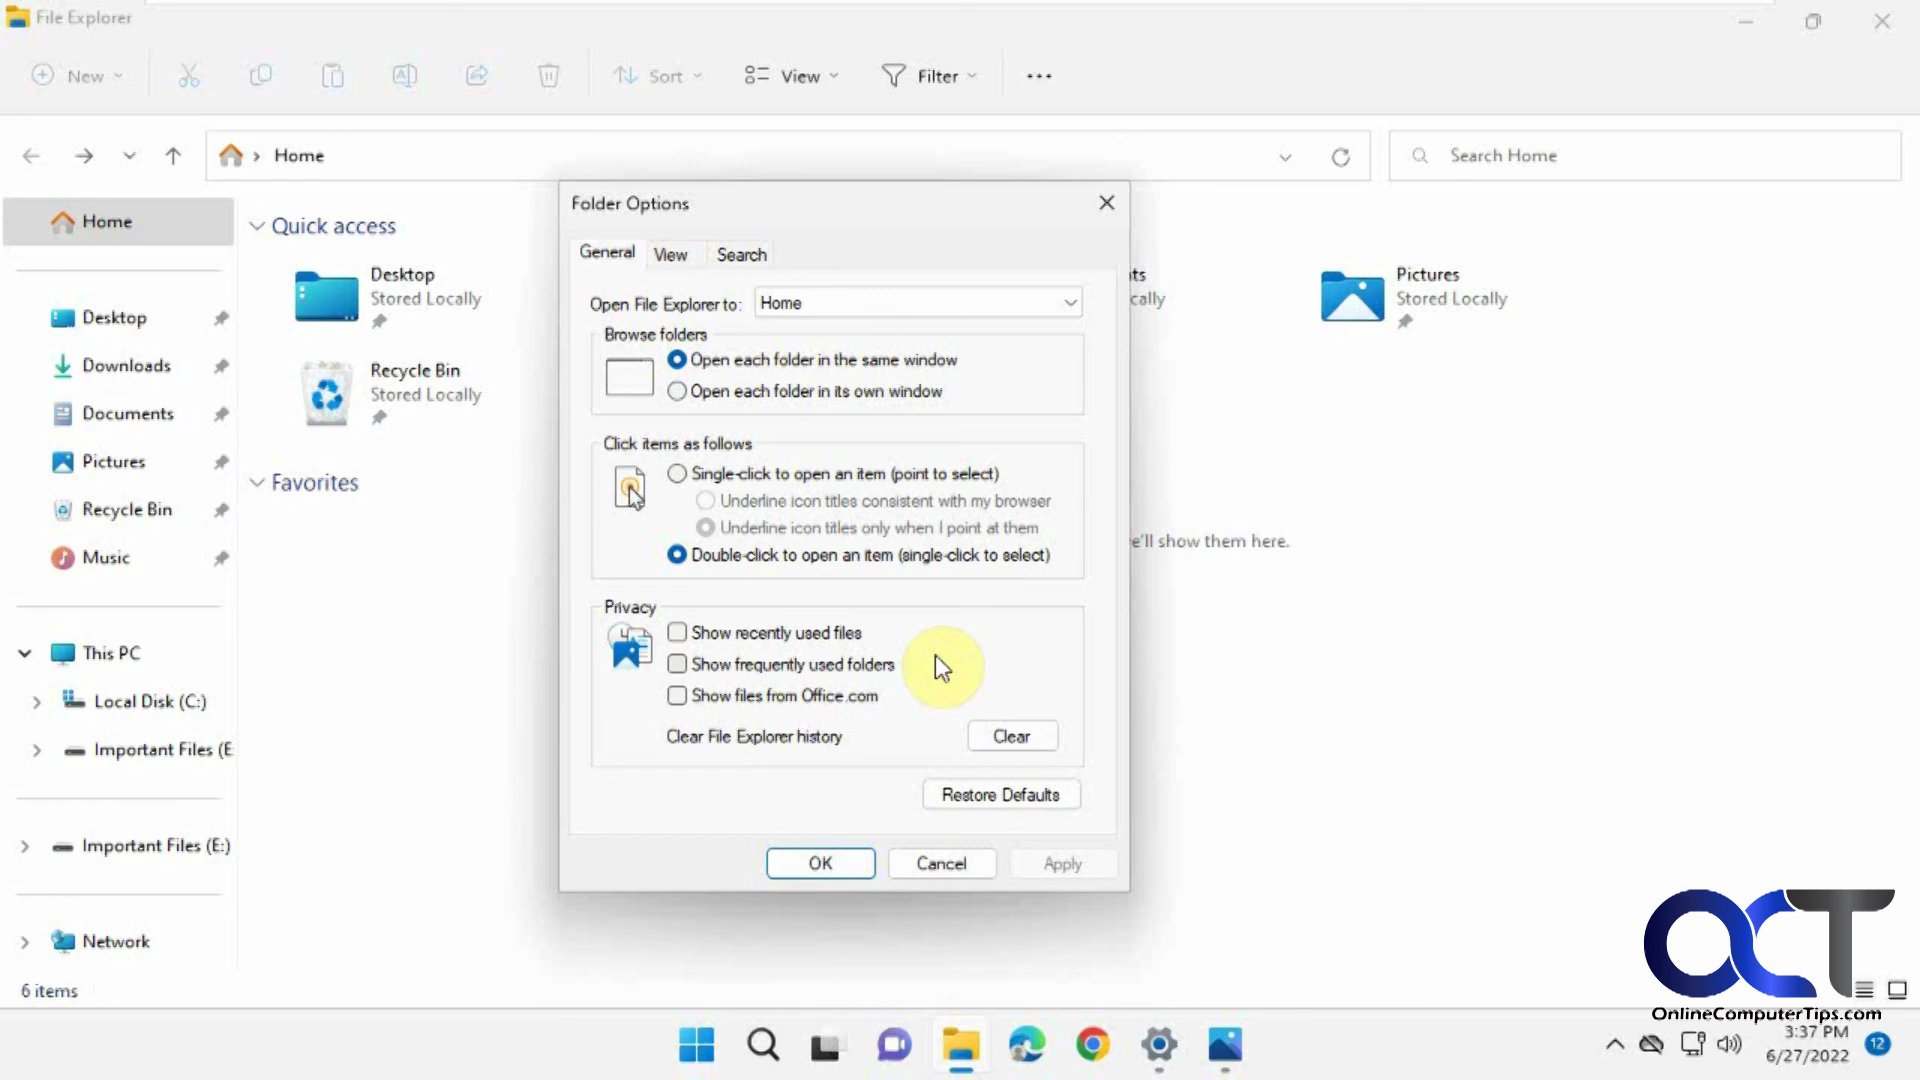 File Explorer
New
Sort
View
Filter
Home
Search Home
Home
Desktop
Downloads
Documents
Pictures
Recycle Bin
Music
This PC
Local Disk (C:)
Important Files (E
Important Files (E:)
Network
6 items
Quick access
Desktop
Stored Locally
Recycle Bin
Stored Locally
Favorites
nts
cally
Pictures
Stored Locally
e'll show them here.
Folder Options
General
View
Search
Open File Explorer to:
Home
Browse folders
Open each folder in the same window
Open each folder in its own window
Click items as follows
Single-click to open an item (point to select)
Underline icon titles consistent with my browser
Underline icon titles only when I point at them
Double-click to open an item (single-click to select)
Privacy
Show recently used files
Show frequently used folders
Show files from Office.com
Clear File Explorer history
Clear
Restore Defaults
OK
Cancel
Apply
OCT
OnlineComputerTips.com
3:37 PM
6/27/2022
12